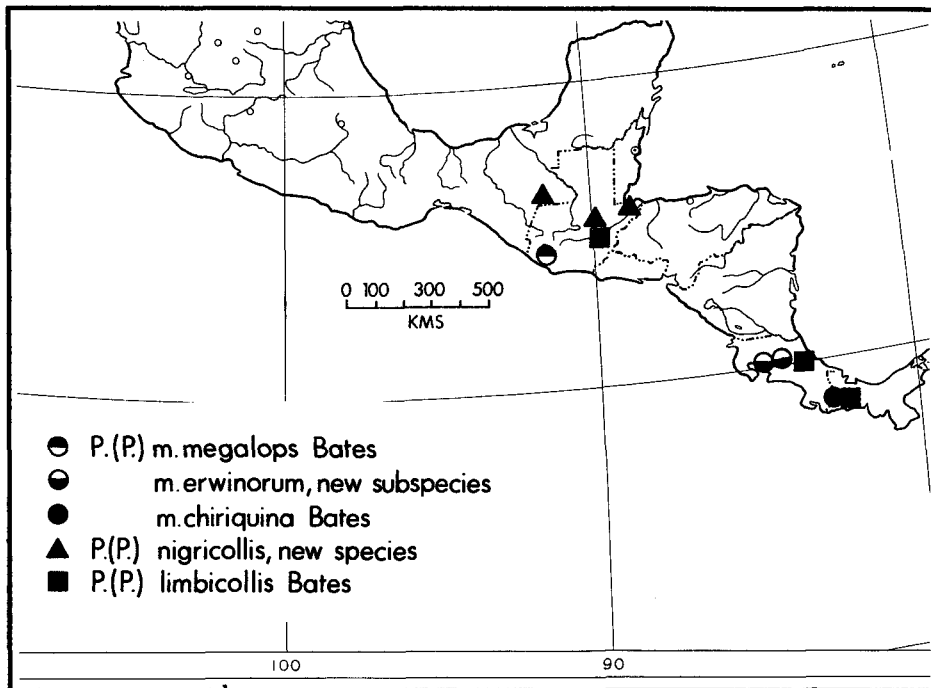 0 100 300 500
KMS
P.(P.) m.megalops Bates
m.erwinorum, new subspecies
m.chiriquina Bates
P.(P.) nigricollis, new species
P.(P.) limbicollis Bates
100 90